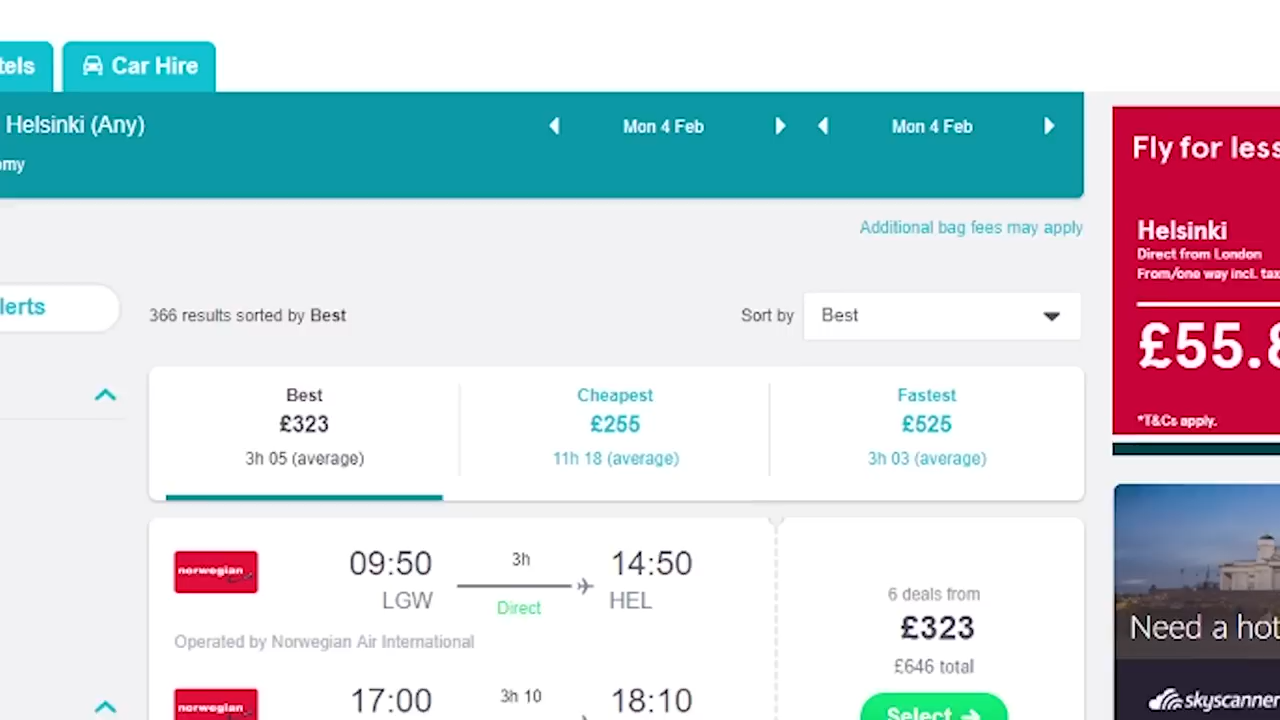 tels
Car Hire
Helsinki (Any)
Mon 4 Feb
Mon 4 Feb
omy
Additional bag fees may apply
lerts
366 results sorted by Best
Sort by
Best
Best
£323
3h 05 (average)
Cheapest
£255
11h 18 (average)
Fastest
£525
3h 03 (average)
norwegian
09:50
LGW
3h
Direct
14:50
HEL
Operated by Norwegian Air International
norwegian
17:00
3h 10
18:10
6 deals from
£323
£646 total
Select
Fly for less
Helsinki
Direct from London
From/one way incl. tax
£55.8
*T&Cs apply.
Need a hot
skyscanner